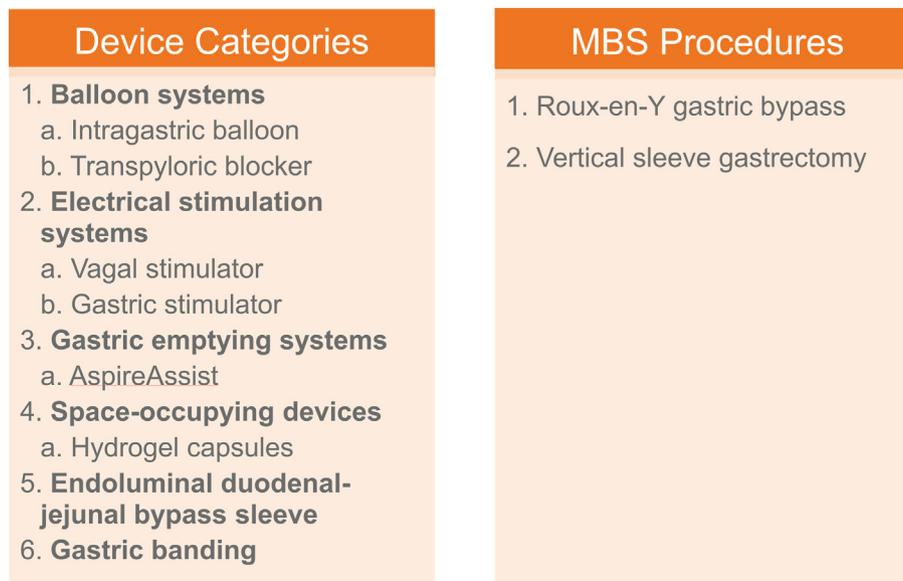 Device Categories
1. Balloon systems
a. Intragastric balloon
b. Transpyloric blocker
2. Electrical stimulation
systems
a. Vagal stimulator
b. Gastric stimulator
3. Gastric emptying systems
a. AspireAssist
4. Space-occupying devices
a. Hydrogel capsules
5. Endoluminal duodenal-
jejunal bypass sleeve
6. Gastric banding
MBS Procedures
1. Roux-en-Y gastric bypass
2. Vertical sleeve gastrectomy